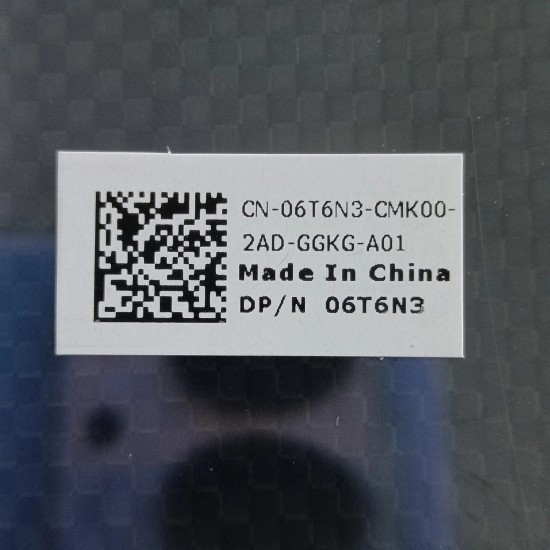 CN-06T6N3-CMK00-
2AD-GGKG-A01
Made In China
DP/N 06T6N3